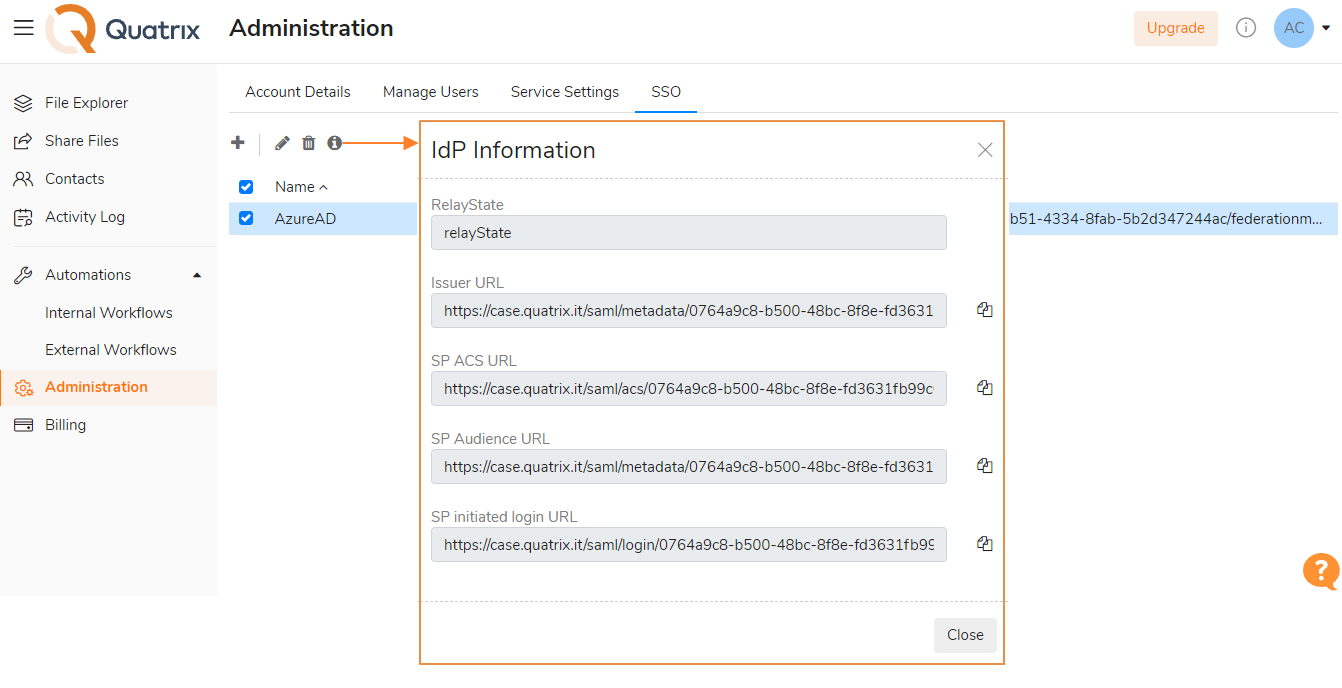 Quatrix
Administration
Upgrade
AC
File Explorer
Share Files
Contacts
Activity Log
Automations
Internal Workflows
External Workflows
Administration
Billing
Account Details
Manage Users
Service Settings
SSO
Name
AzureAD
b51-4334-8fab-5b2d347244ac/federationm...
IdP Information
RelayState
relayState
Issuer URL
https://case.quatrix.it/saml/metadata/0764a9c8-b500-48bc-8f8e-fd3631
SP ACS URL
https://case.quatrix.it/saml/acs/0764a9c8-b500-48bc-8f8e-fd3631fb99c
SP Audience URL
https://case.quatrix.it/saml/metadata/0764a9c8-b500-48bc-8f8e-fd3631
SP initiated login URL
https://case.quatrix.it/saml/login/0764a9c8-b500-48bc-8f8e-fd3631fb99
Close
?